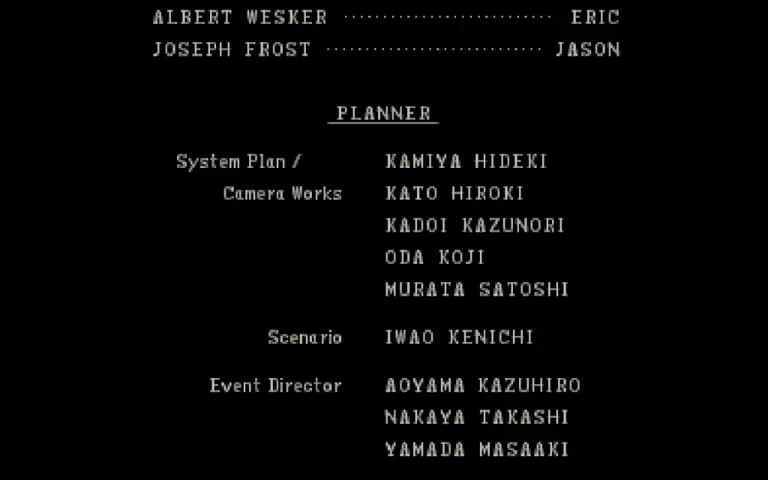 ALBERT WESKER ··························· ERIC
JOSEPH FROST ···························· JASON
PLANNER
System Plan / KAMIYA HIDEKI
Camera Works KATO HIROKI
KADOI KAZUNORI
ODA KOJI
MURATA SATOSHI
Scenario IWAO KENICHI
Event Director AOYAMA KAZUHIRO
NAKAYA TAKASHI
YAMADA MASAAKI